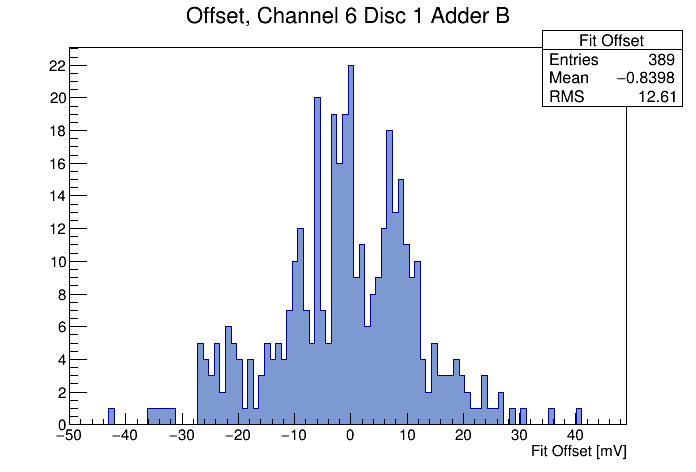 Offset, Channel 6 Disc 1 Adder B
Fit Offset
Entries 389
Mean −0.8398
RMS 12.61
22
20
18
16
14
12
10
8
6
4
2
0
−50 −40 −30 −20 −10 0 10 20 30 40
Fit Offset [mV]